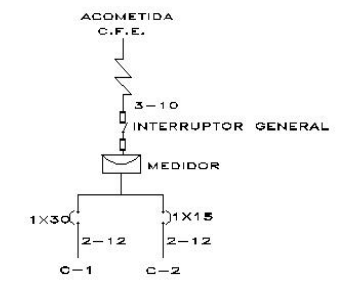 ACOMETIDA
C.F.E.
3-10
INTERRUPTOR GENERAL
MEDIDOR
1X30 1X15
2-12 2-12
C-1 C-2